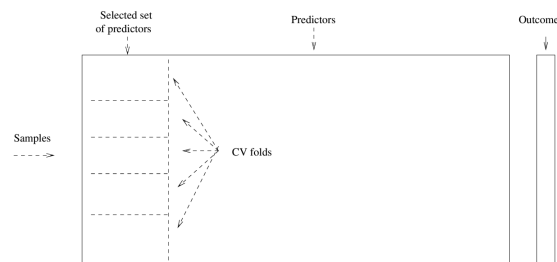 Selected set
of predictors
Predictors
Outcome
Samples
CV folds